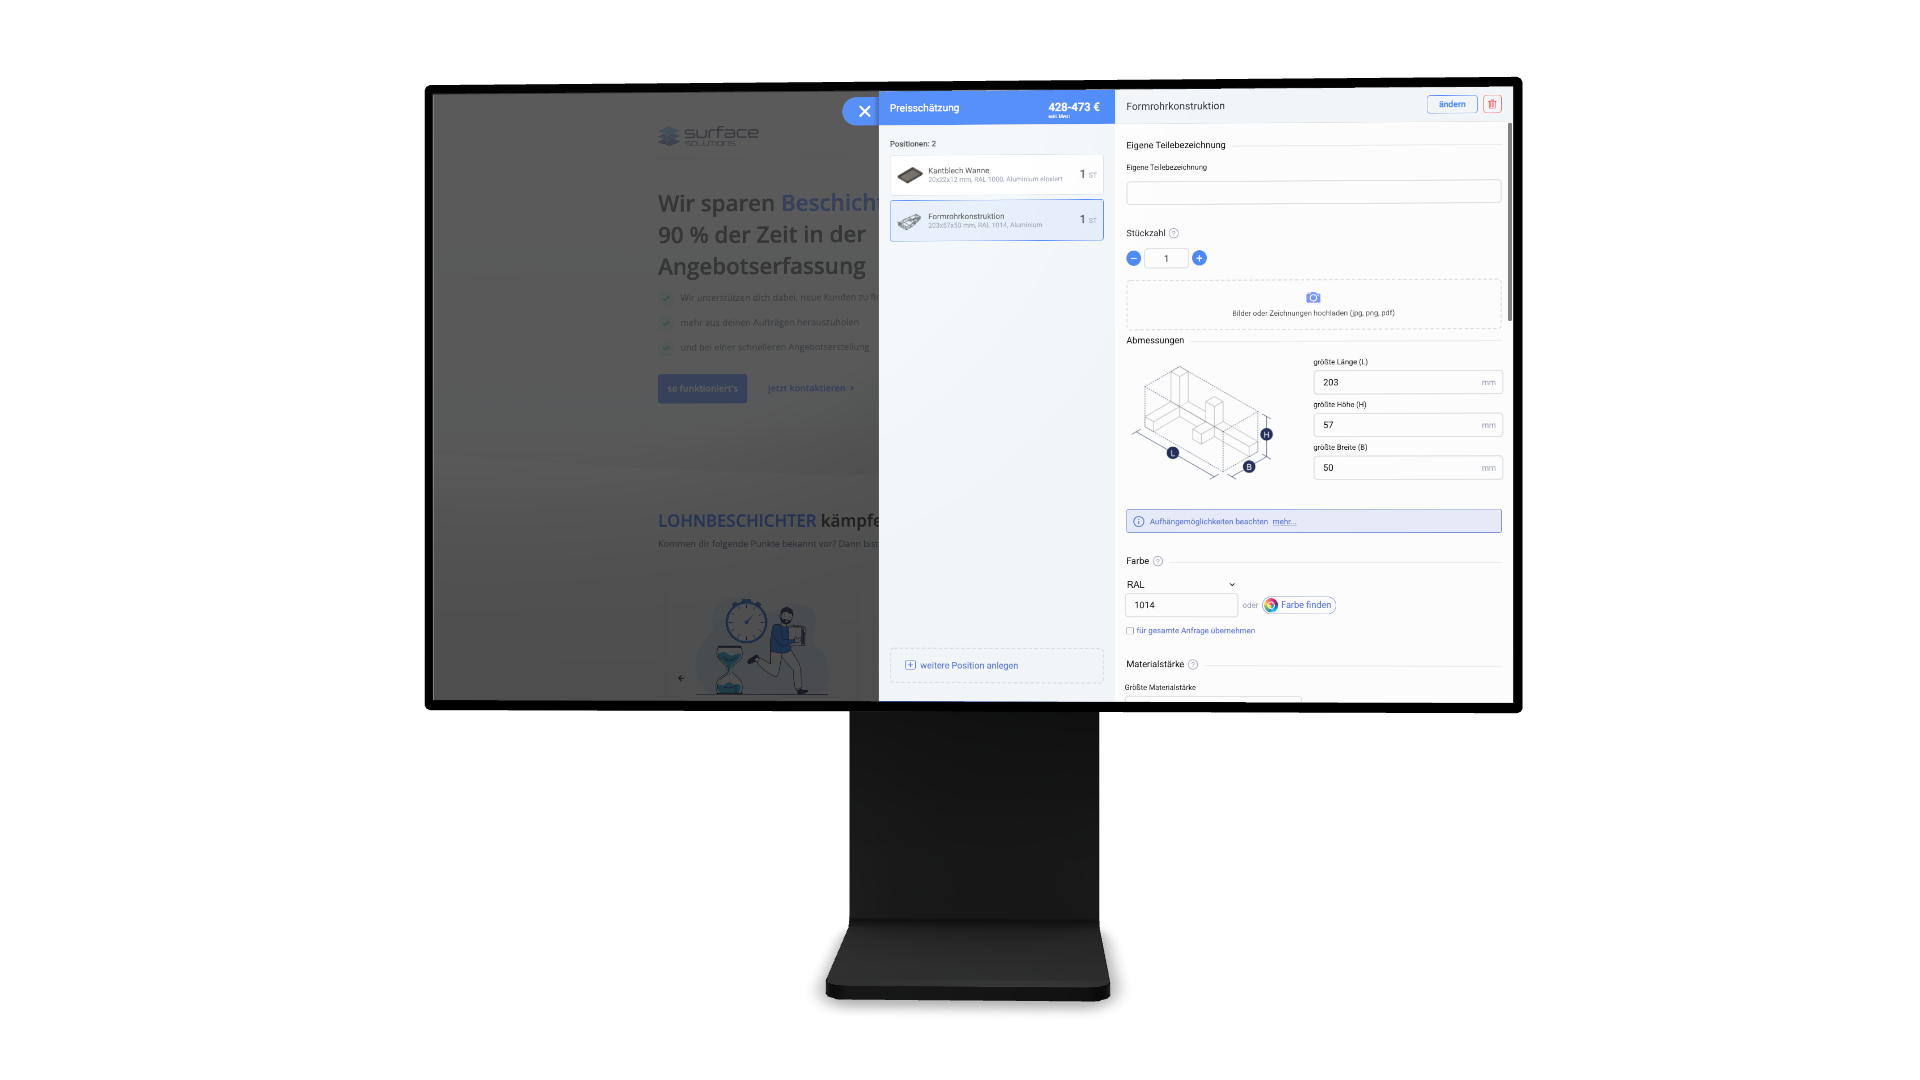 surface
SOLUTIONS
Wir sparen Beschicht
90 % der Zeit in der
Angebotserfassung
Wir unterstützen dich dabei, neue Kunden zu fi
mehr aus deinen Aufträgen herauszuholen
und bei einer schnelleren Angebotserstellung
so funktioniert's
jetzt kontaktieren >
LOHNBESCHICHTER kämpfe
Kommen dir folgende Punkte bekannt vor? Dann bist
Preisschätzung
428-473 €
exkl. Mwst
Positionen: 2
Kantblech Wanne
20x22x12 mm, RAL 1000, Aluminium eloxiert
1 ST
Formrohrkonstruktion
203x57x50 mm, RAL 1014, Aluminium
1 ST
weitere Position anlegen
Formrohrkonstruktion
ändern
Eigene Teilebezeichnung
Eigene Teilebezeichnung
Stückzahl ?
1
Bilder oder Zeichnungen hochladen (jpg, png, pdf)
Abmessungen
L
B
H
größte Länge (L)
203 mm
größte Höhe (H)
57 mm
größte Breite (B)
50 mm
Aufhängemöglichkeiten beachten mehr...
Farbe ?
RAL
1014 oder Farbe finden
für gesamte Anfrage übernehmen
Materialstärke ?
Größte Materialstärke